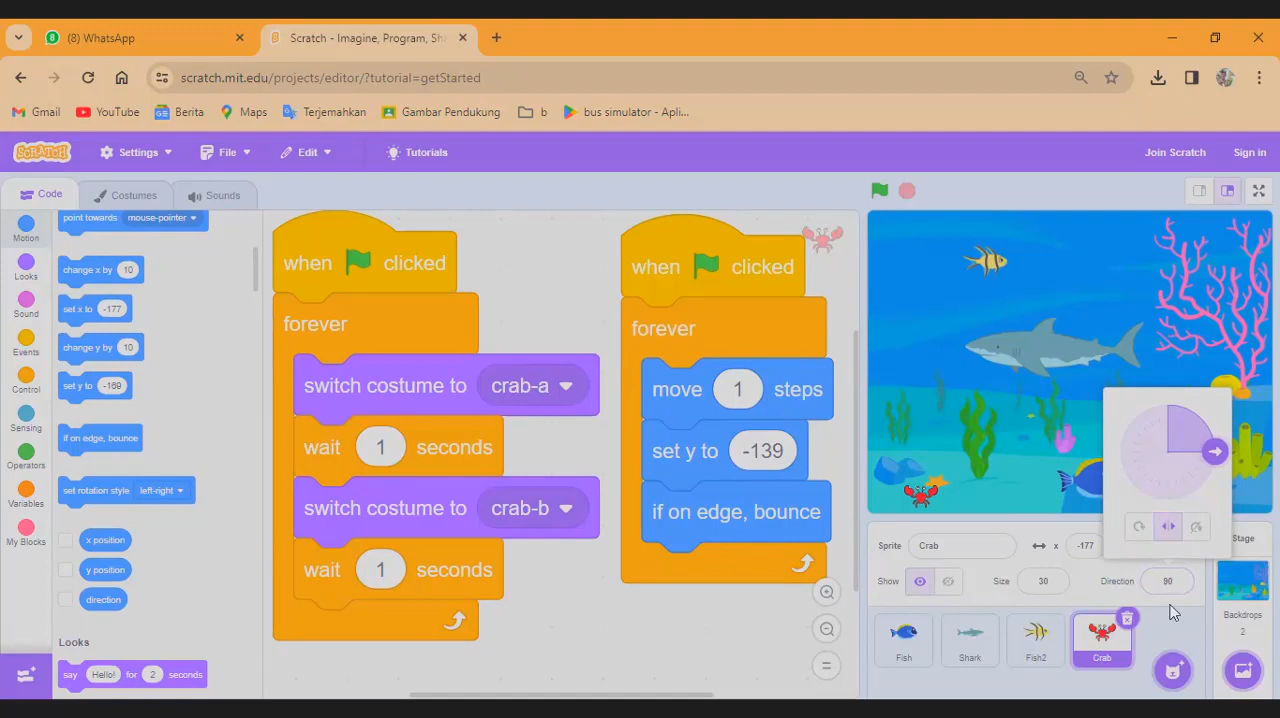 (8) WhatsApp
Scratch - Imagine, Program, Sh
scratch.mit.edu/projects/editor/?tutorial=getStarted
Gmail YouTube Berita Maps Terjemahkan Gambar Pendukung b bus simulator - Apli...
SCRATCH Settings File Edit Tutorials Join Scratch Sign in
Code Costumes Sounds
Motion
Looks
Sound
Events
Control
Sensing
Operators
Variables
My Blocks
point towards mouse-pointer
change x by 10
set x to -177
change y by 10
set y to -169
if on edge, bounce
set rotation style left-right
x position
y position
direction
Looks
say Hello! for 2 seconds
when clicked
forever
switch costume to crab-a
wait 1 seconds
switch costume to crab-b
wait 1 seconds
when clicked
forever
move 1 steps
set y to -139
if on edge, bounce
Sprite Crab x -177
Show Size 30 Direction 90
Fish Shark Fish2 Crab
Stage
Backdrops
2